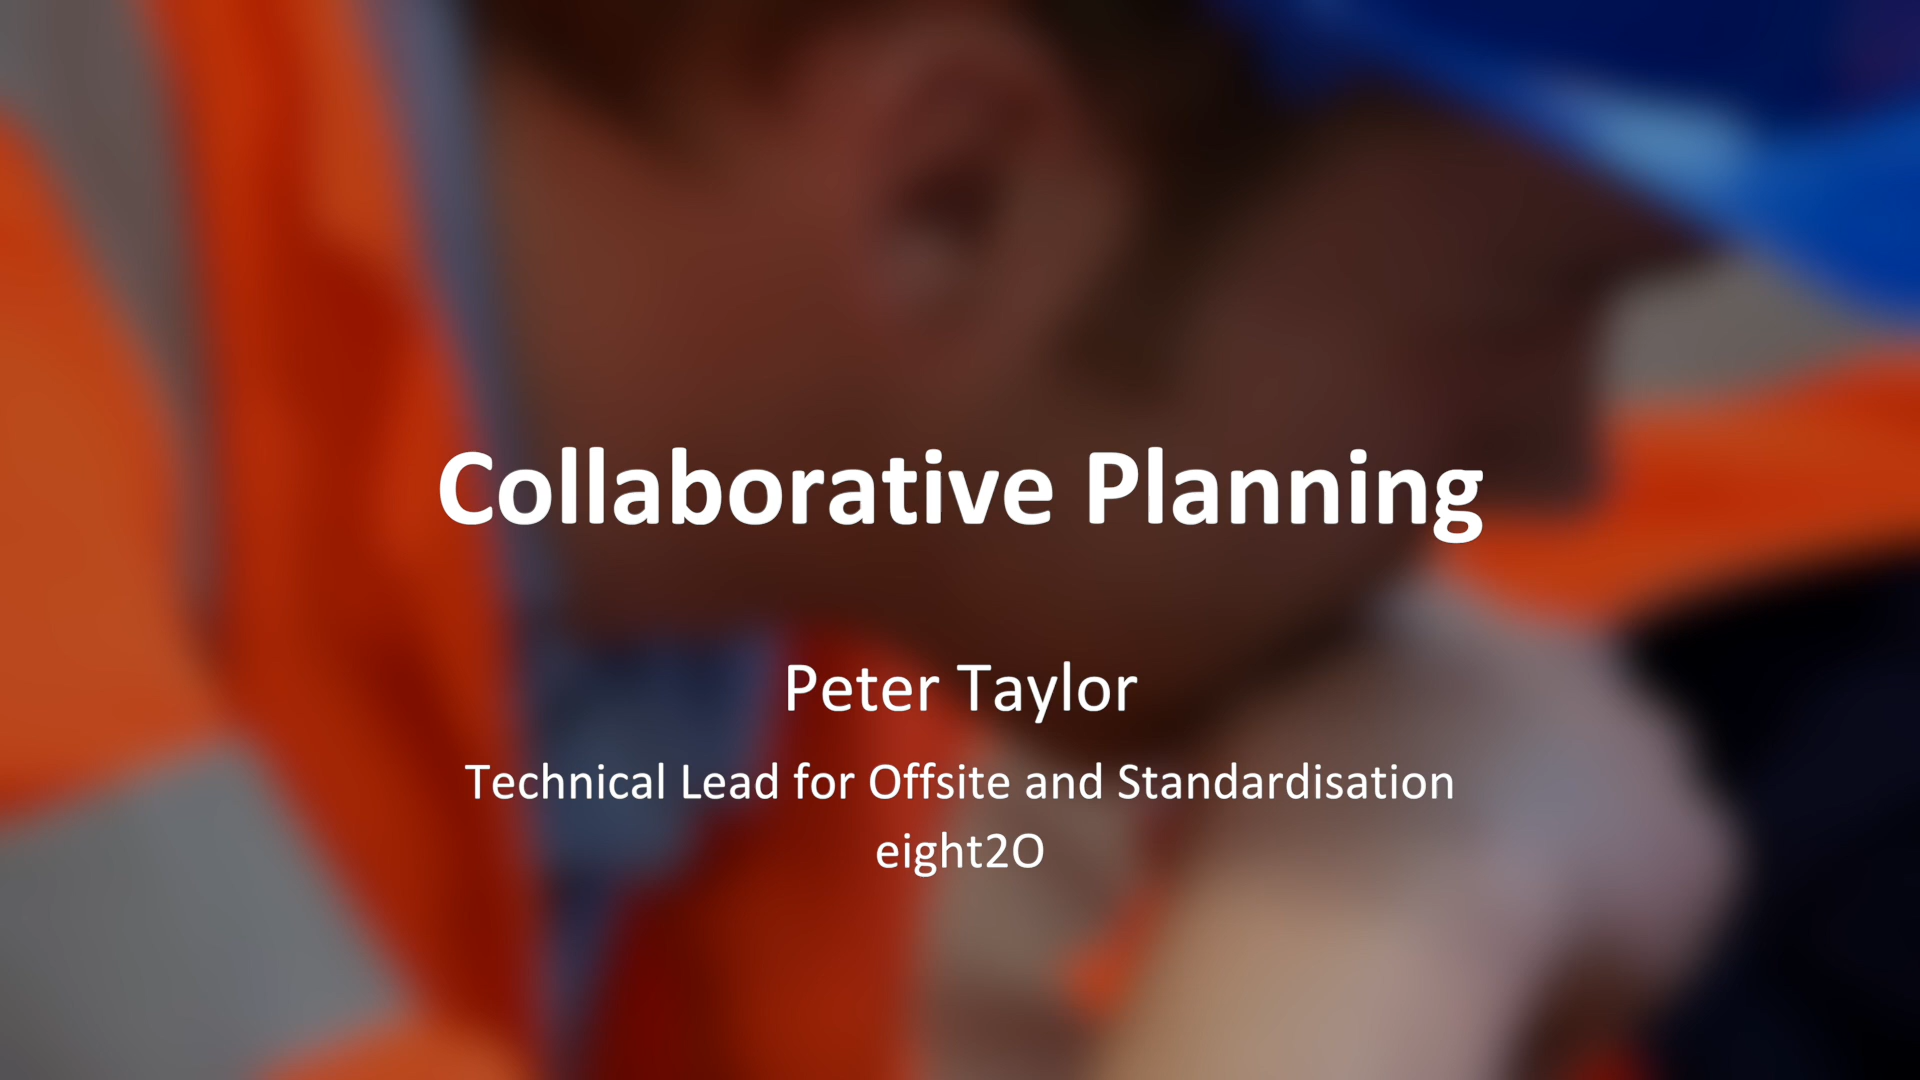 Collaborative Planning
Peter Taylor
Technical Lead for Offsite and Standardisation
eight2O